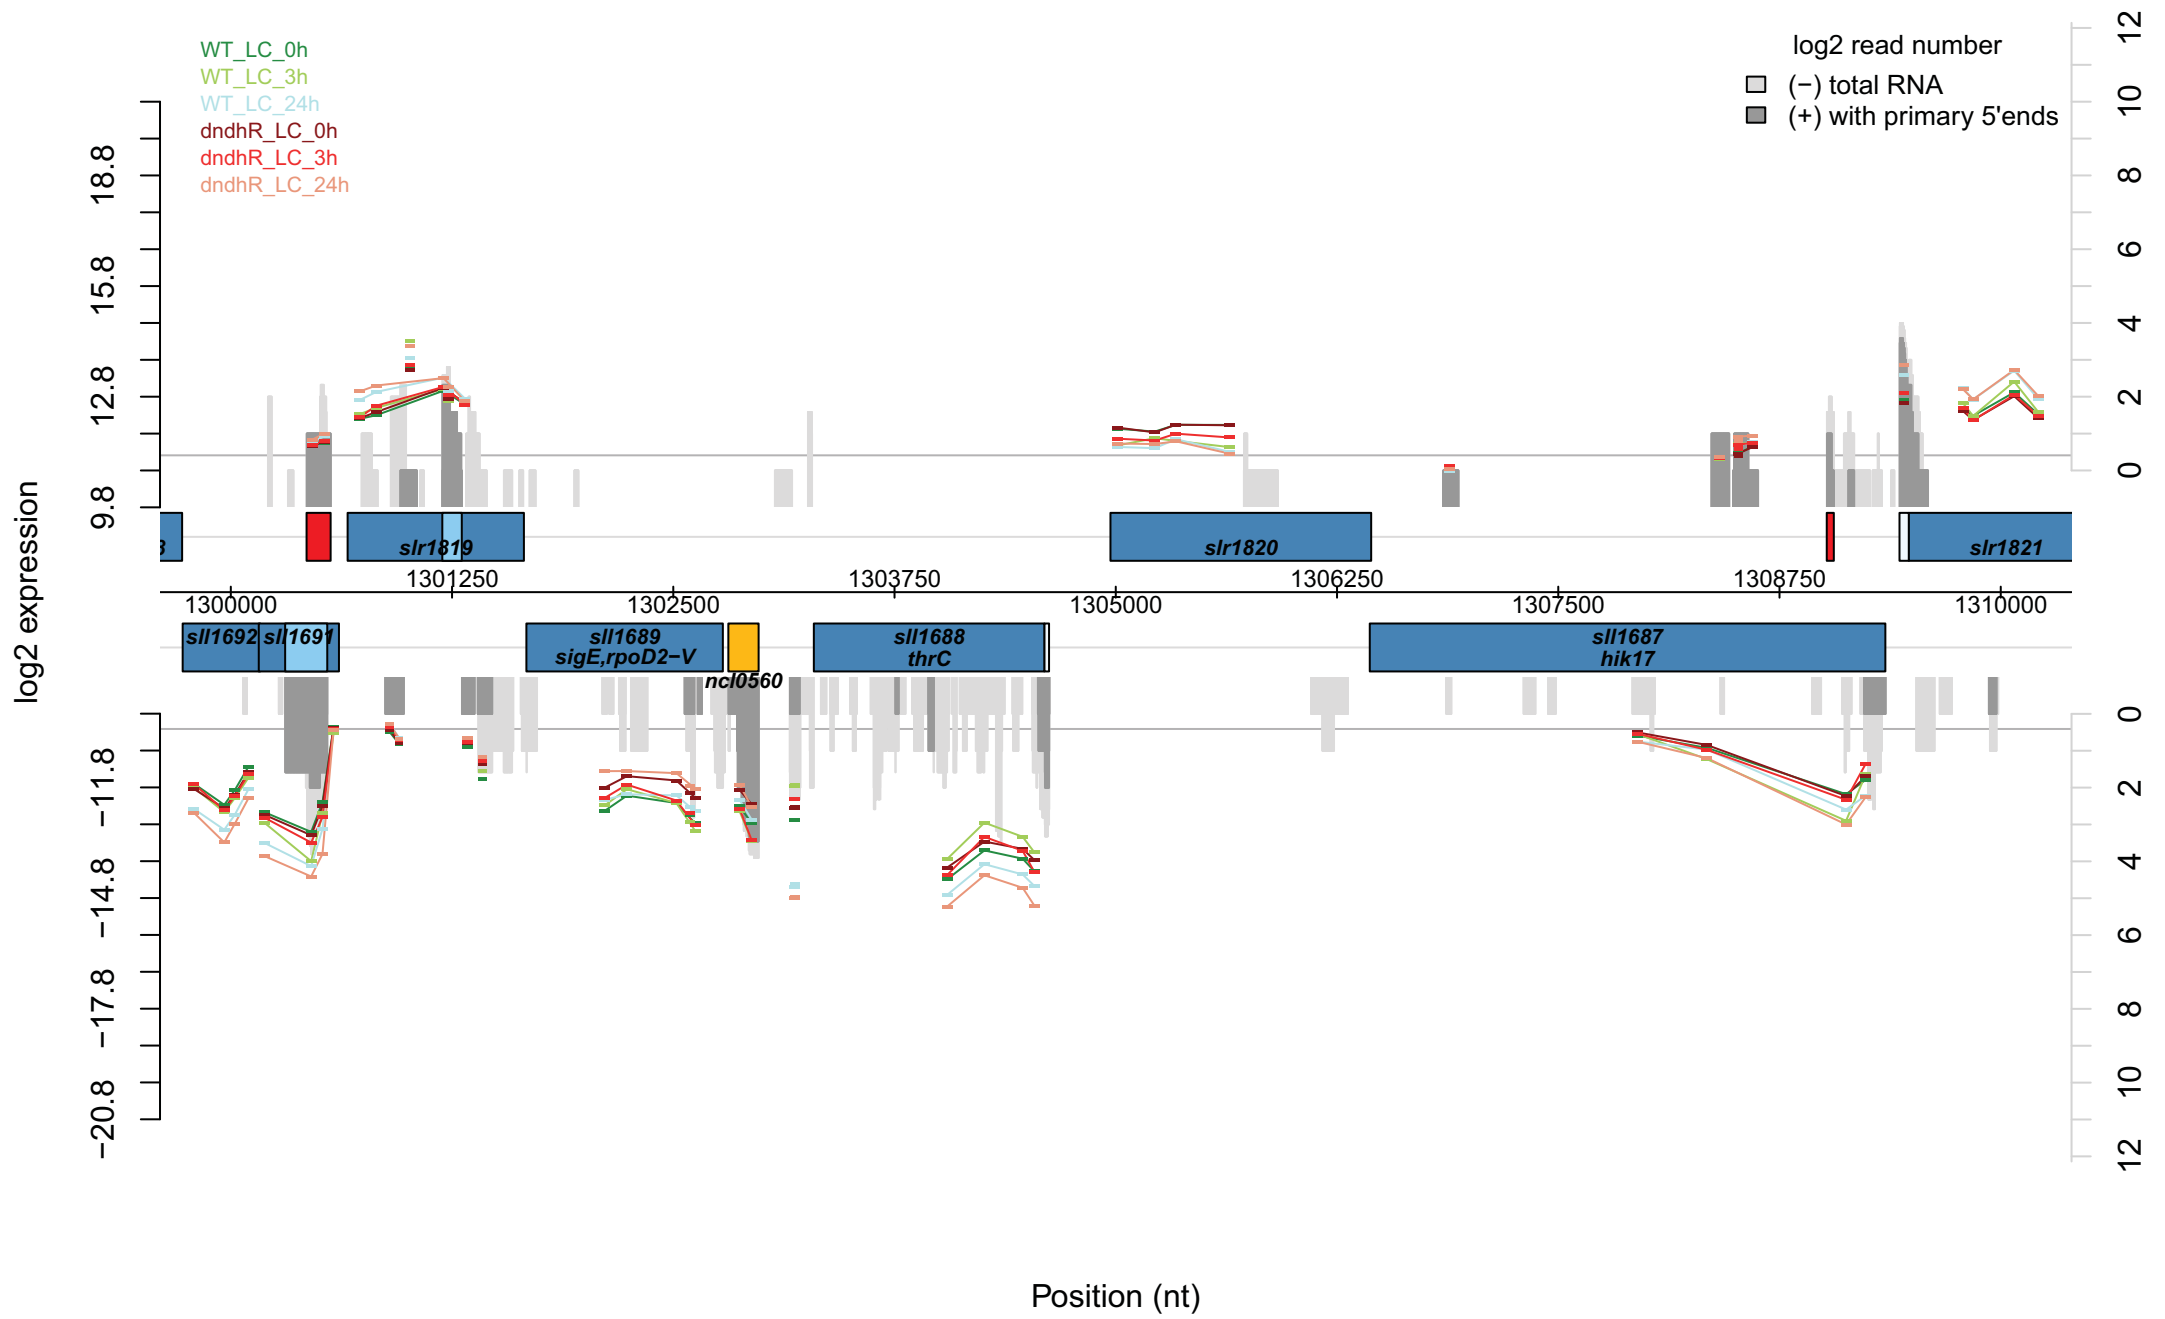 WT_LC_0h
WT_LC_3h
WT_LC_24h
dndhR_LC_0h
dndhR_LC_3h
dndhR_LC_24h
log2 read number
(−) total RNA
(+) with primary 5'ends
log2 expression
18.8
15.8
12.8
9.8
12
10
8
6
4
2
0
3
slr1819
slr1820
slr1821
1301250
1303750
1306250
1308750
1300000
1302500
1305000
1307500
1310000
sll1692
sll1691
sll1689
sigE,rpoD2−V
ncl0560
sll1688
thrC
sll1687
hik17
−11.8
−14.8
−17.8
−20.8
0
2
4
6
8
10
12
Position (nt)